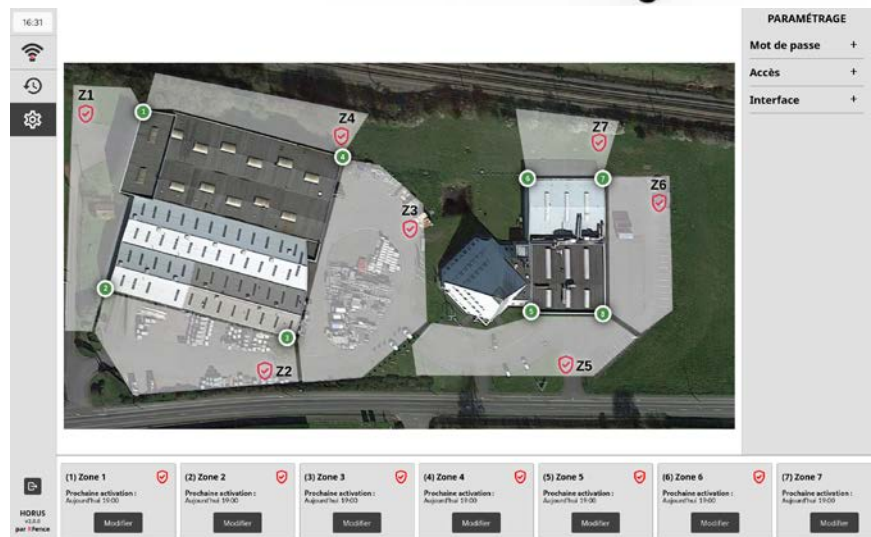 16:31
PARAMÉTRAGE
Mot de passe +
Accès +
Interface +
Z1
Z4
Z7
Z6
Z3
Z2
Z5
1
4
6
7
2
3
5
8
(1) Zone 1
Prochaine activation :
Aujourd'hui 19:00
Modifier
(2) Zone 2
Prochaine activation :
Aujourd'hui 19:00
Modifier
(3) Zone 3
Prochaine activation :
Aujourd'hui 19:00
Modifier
(4) Zone 4
Prochaine activation :
Aujourd'hui 19:00
Modifier
(5) Zone 5
Prochaine activation :
Aujourd'hui 19:00
Modifier
(6) Zone 6
Prochaine activation :
Aujourd'hui 19:00
Modifier
(7) Zone 7
Prochaine activation :
Aujourd'hui 19:00
Modifier
HORUS